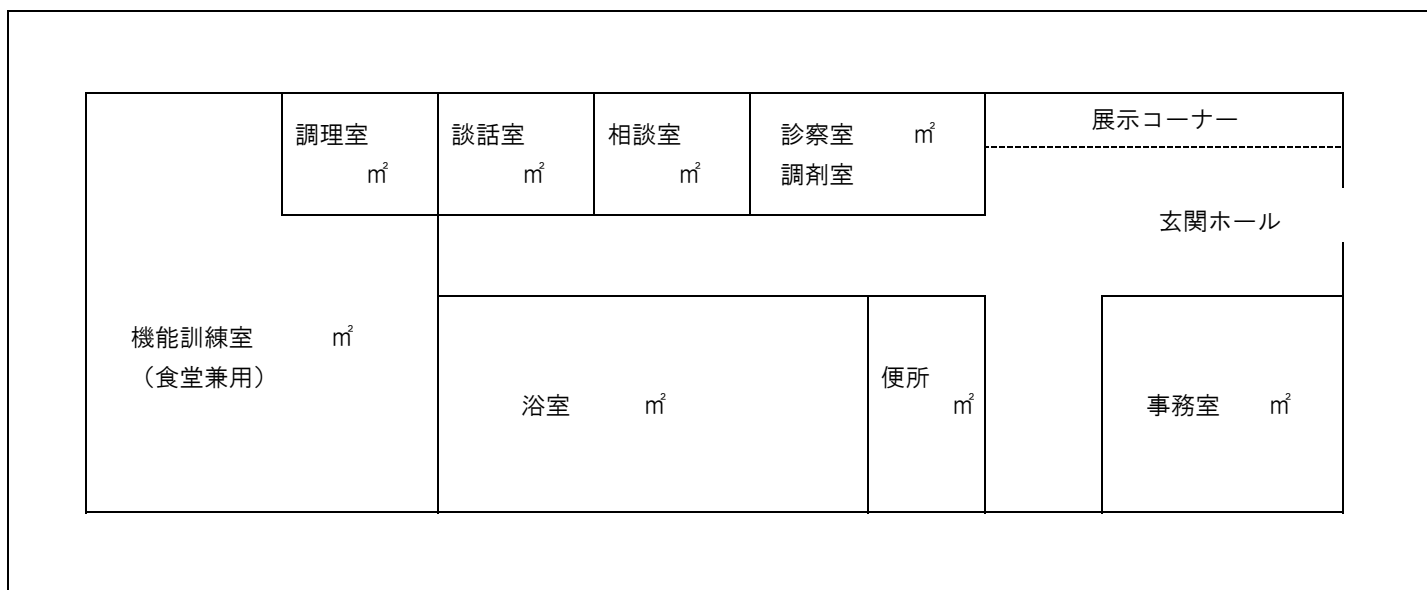 調理室
㎡
談話室
㎡
相談室
㎡
診察室 ㎡
調剤室
展示コーナー
玄関ホール
機能訓練室 ㎡
（食堂兼用）
浴室 ㎡
便所
㎡
事務室 ㎡